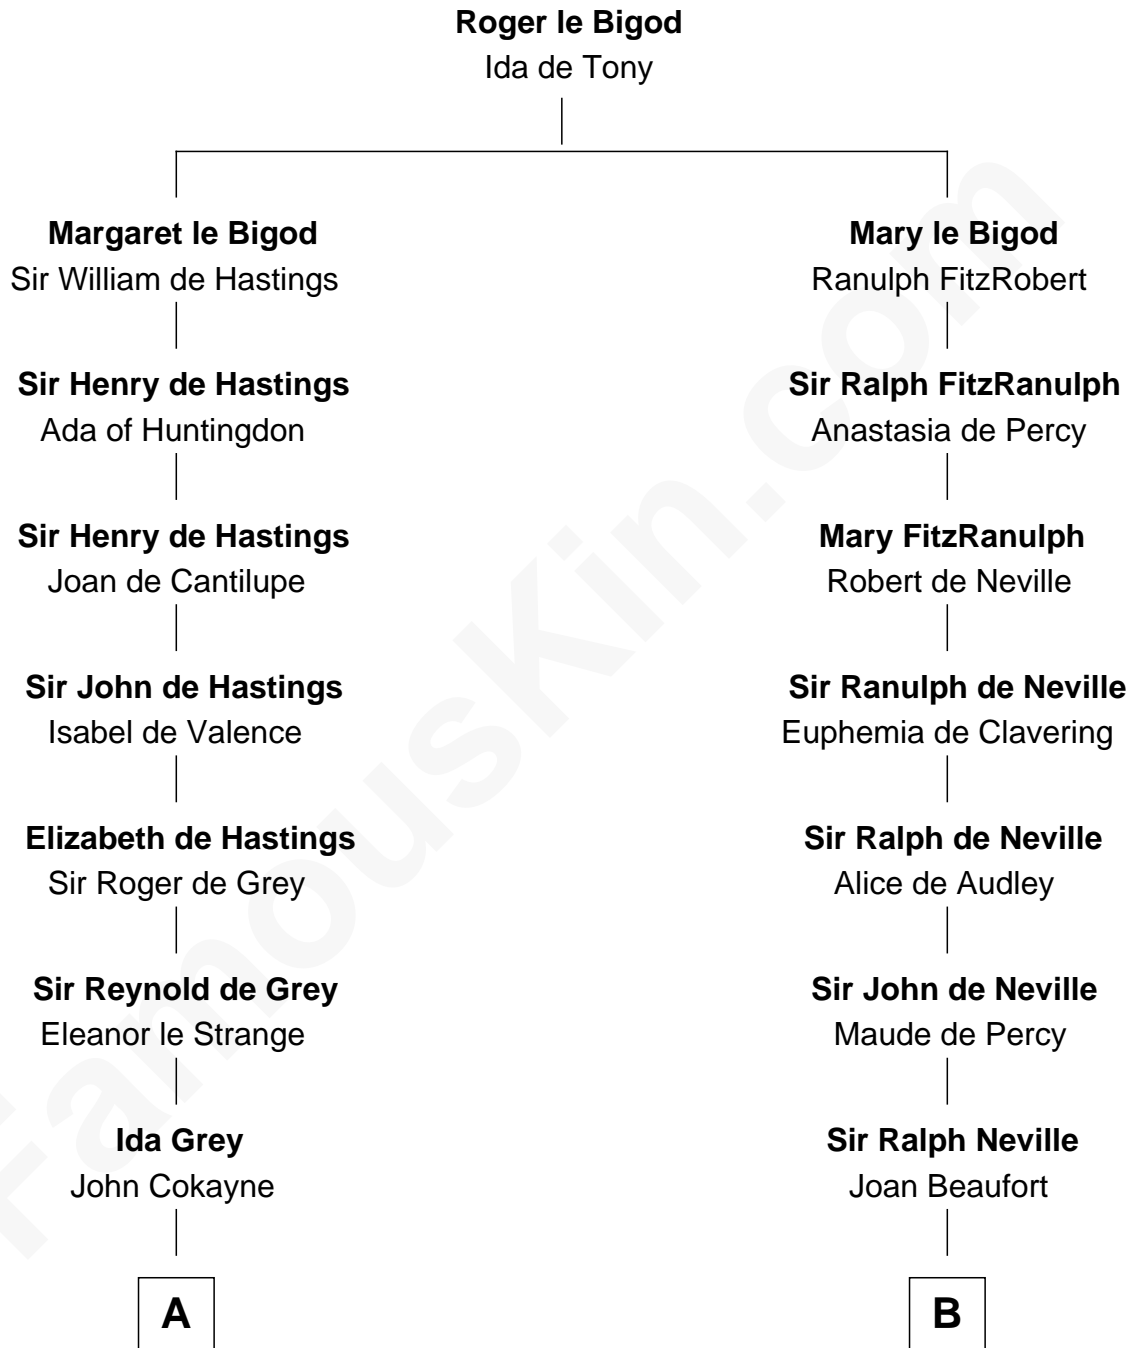 Roger le Bigod
Ida de Tony
Margaret le Bigod
Sir William de Hastings
Mary le Bigod
Ranulph FitzRobert
Sir Henry de Hastings
Ada of Huntingdon
Sir Ralph FitzRanulph
Anastasia de Percy
Sir Henry de Hastings
Joan de Cantilupe
Mary FitzRanulph
Robert de Neville
Sir John de Hastings
Isabel de Valence
Sir Ranulph de Neville
Euphemia de Clavering
Elizabeth de Hastings
Sir Roger de Grey
Sir Ralph de Neville
Alice de Audley
Sir Reynold de Grey
Eleanor le Strange
Sir John de Neville
Maude de Percy
Ida Grey
John Cokayne
Sir Ralph Neville
Joan Beaufort
A
B
FamousKin.com